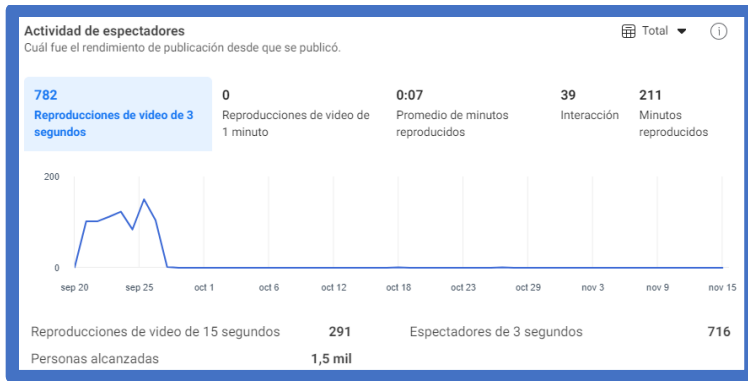 Actividad de espectadores
Total
Cuál fue el rendimiento de publicación desde que se publicó.
782
Reproducciones de video de 3
segundos
0
Reproducciones de video de
1 minuto
0:07
Promedio de minutos
reproducidos
39
Interacción
211
Minutos
reproducidos
200
0
sep 20 sep 25 oct 1 oct 6 oct 12 oct 18 oct 23 oct 29 nov 3 nov 9 nov 15
Reproducciones de video de 15 segundos 291 Espectadores de 3 segundos 716
Personas alcanzadas 1,5 mil